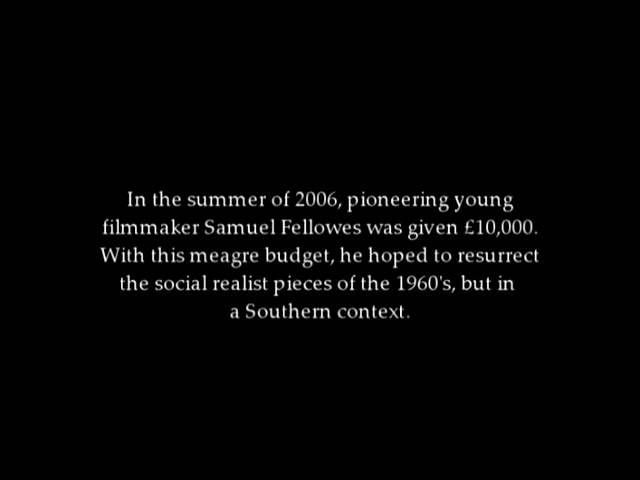 In the summer of 2006, pioneering young
filmmaker Samuel Fellowes was given £10,000.
With this meagre budget, he hoped to resurrect
the social realist pieces of the 1960's, but in
a Southern context.